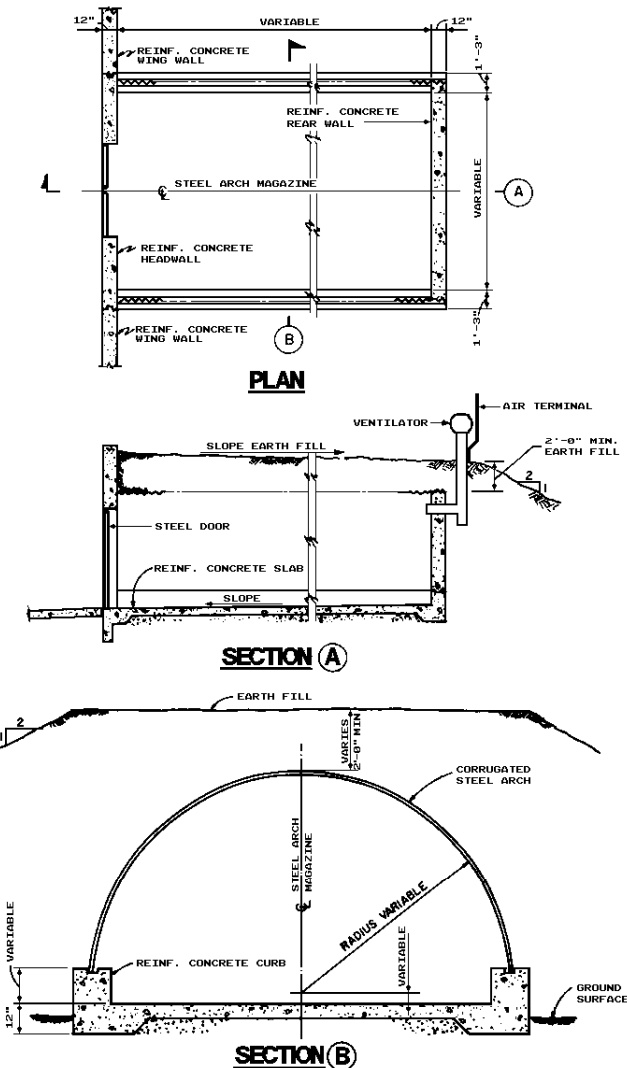 12"
VARIABLE
12"
REINF. CONCRETE
WING WALL
1'-3"
REINF. CONCRETE
REAR WALL
VARIABLE
STEEL ARCH MAGAZINE
A
REINF. CONCRETE
HEADWALL
REINF. CONCRETE
WING WALL
B
1'-3"
PLAN
AIR TERMINAL
VENTILATOR
SLOPE EARTH FILL
2'-0" MIN.
EARTH FILL
2
1
STEEL DOOR
REINF. CONCRETE SLAB
SLOPE
SECTION A
EARTH FILL
2
1
VARIES
2'-0" MIN
CORRUGATED
STEEL ARCH
STEEL ARCH
MAGAZINE
RADIUS VARIABLE
VARIABLE
REINF. CONCRETE CURB
VARIABLE
12"
GROUND
SURFACE
SECTION B